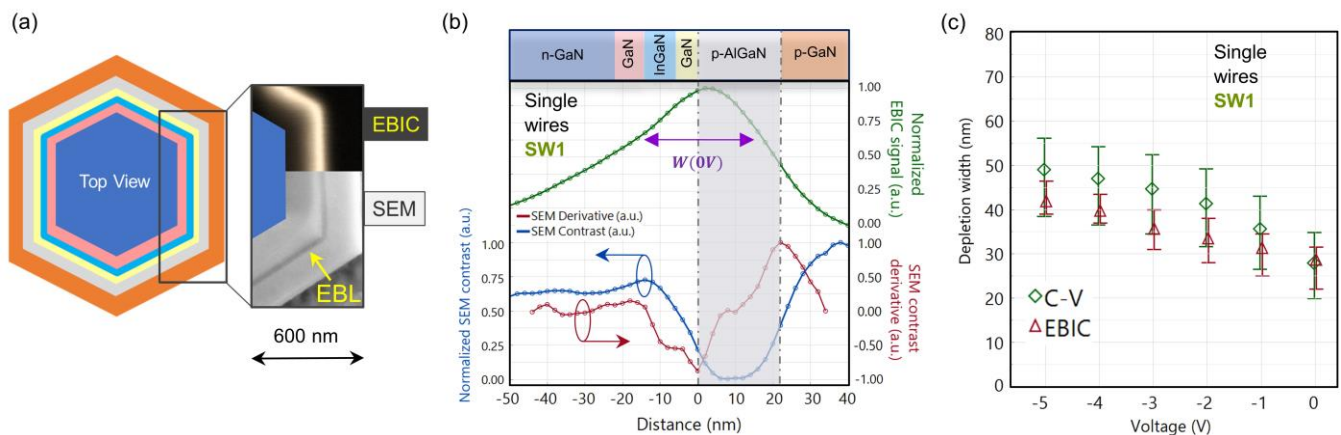 (a)
Top View
EBIC
SEM
EBL
600 nm
(b)
n-GaN
GaN
InGaN
GaN
p-AlGaN
p-GaN
Single
wires
SW1
W(0V)
1.00
0.75
0.50
0.25
0.00
Normalized
EBIC signal (a.u.)
SEM Derivative (a.u.)
SEM Contrast (a.u.)
Normalized SEM contrast (a.u.)
1.00
0.75
0.50
0.25
0.00
1.00
0.50
0.00
-0.50
-1.00
SEM contrast
derivative (a.u.)
-50 -40 -30 -20 -10 0 10 20 30 40
Distance (nm)
(c)
Depletion width (nm)
80
70
60
50
40
30
20
10
0
Single
wires
SW1
C-V
EBIC
-5 -4 -3 -2 -1 0
Voltage (V)